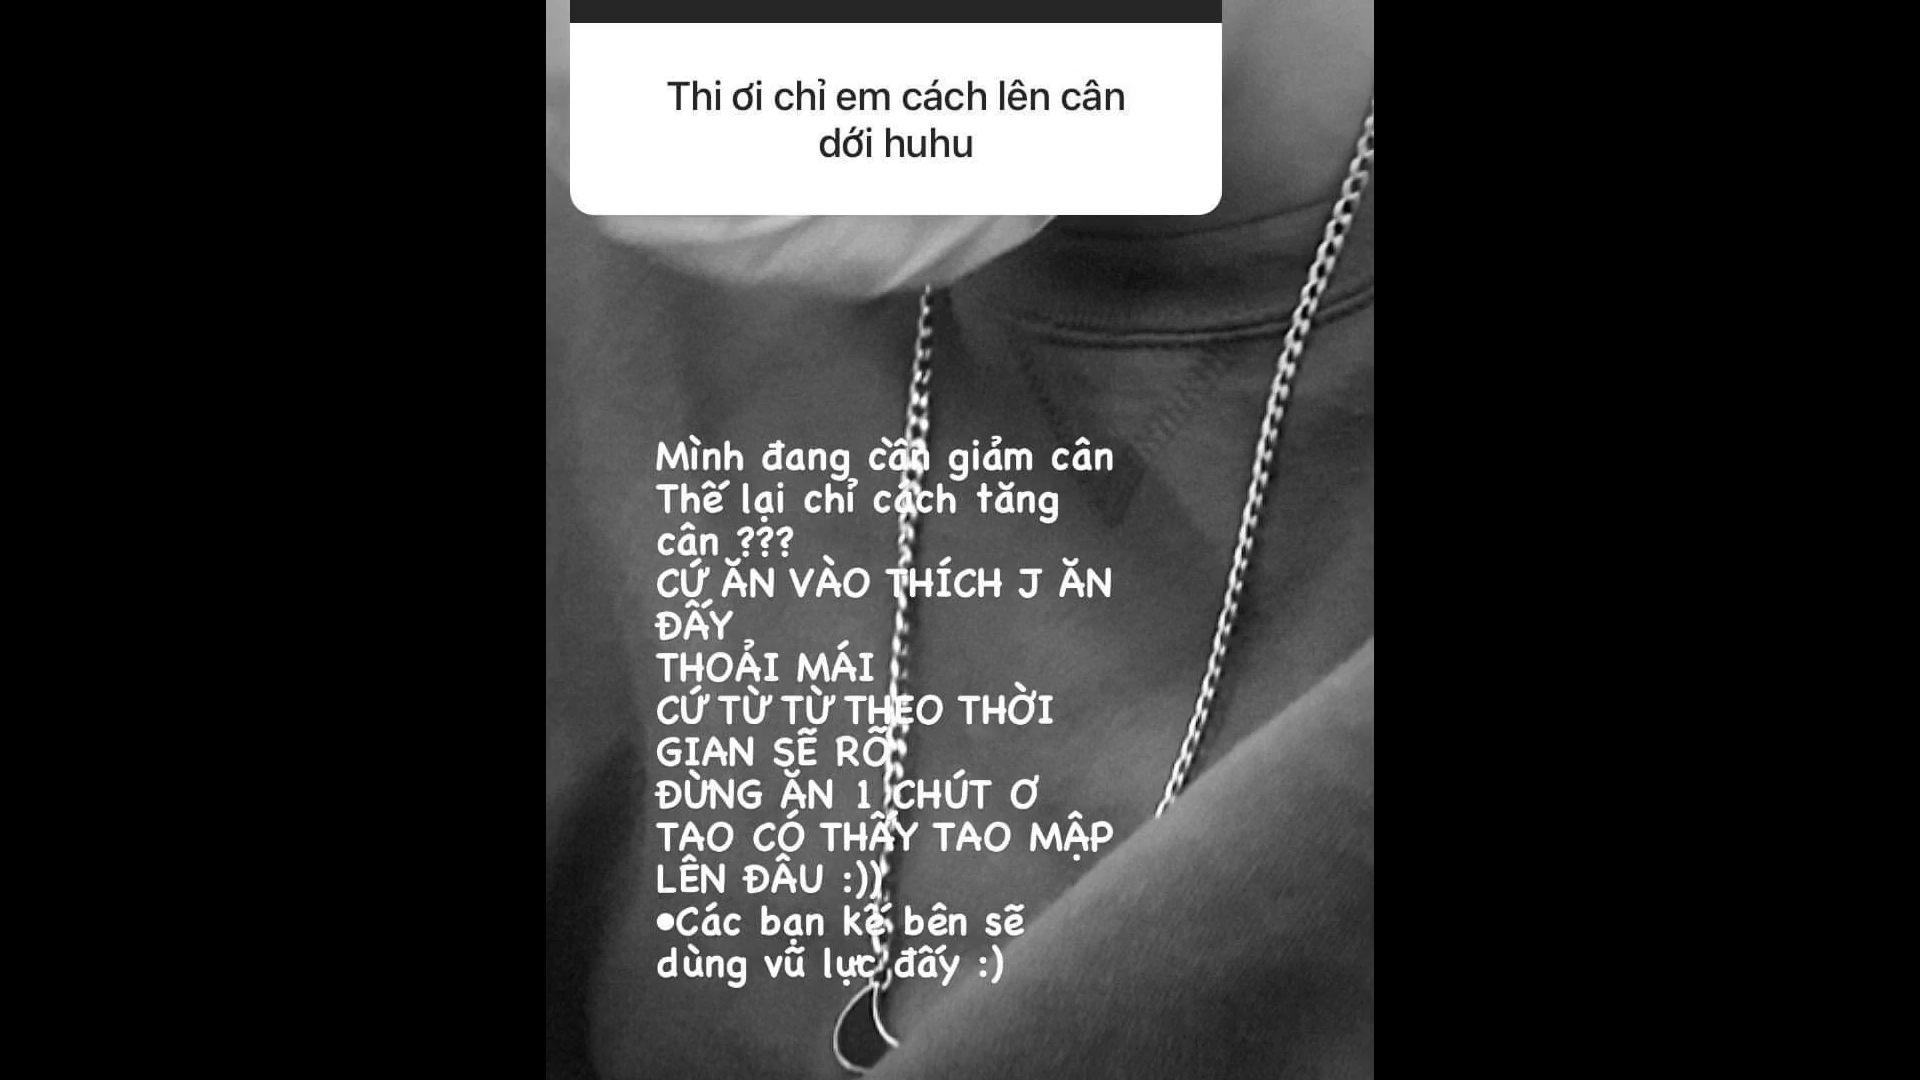 Thi ơi chỉ em cách lên cân
dới huhu
Mình đang cần giảm cân
Thế lại chỉ cách tăng
cân ???
CỨ ĂN VÀO THÍCH J ĂN
ĐẤY
THOẢI MÁI
CỨ TỪ TỪ THEO THỜI
GIAN SẼ RÕ
ĐỪNG ĂN 1 CHÚT Ơ
TAO CÓ THẤY TAO MẬP
LÊN ĐÂU :))
•Các bạn kế bên sẽ
dùng vũ lực đấy :)